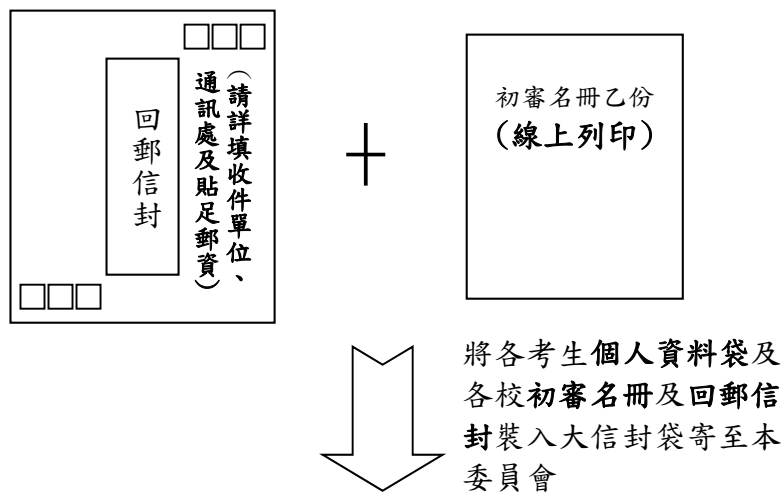 回郵信封
（請詳填收件單位、
通訊處及貼足郵資）
初審名冊乙份
（線上列印）
將各考生個人資料袋及
各校初審名冊及回郵信
封裝入大信封袋寄至本
委員會